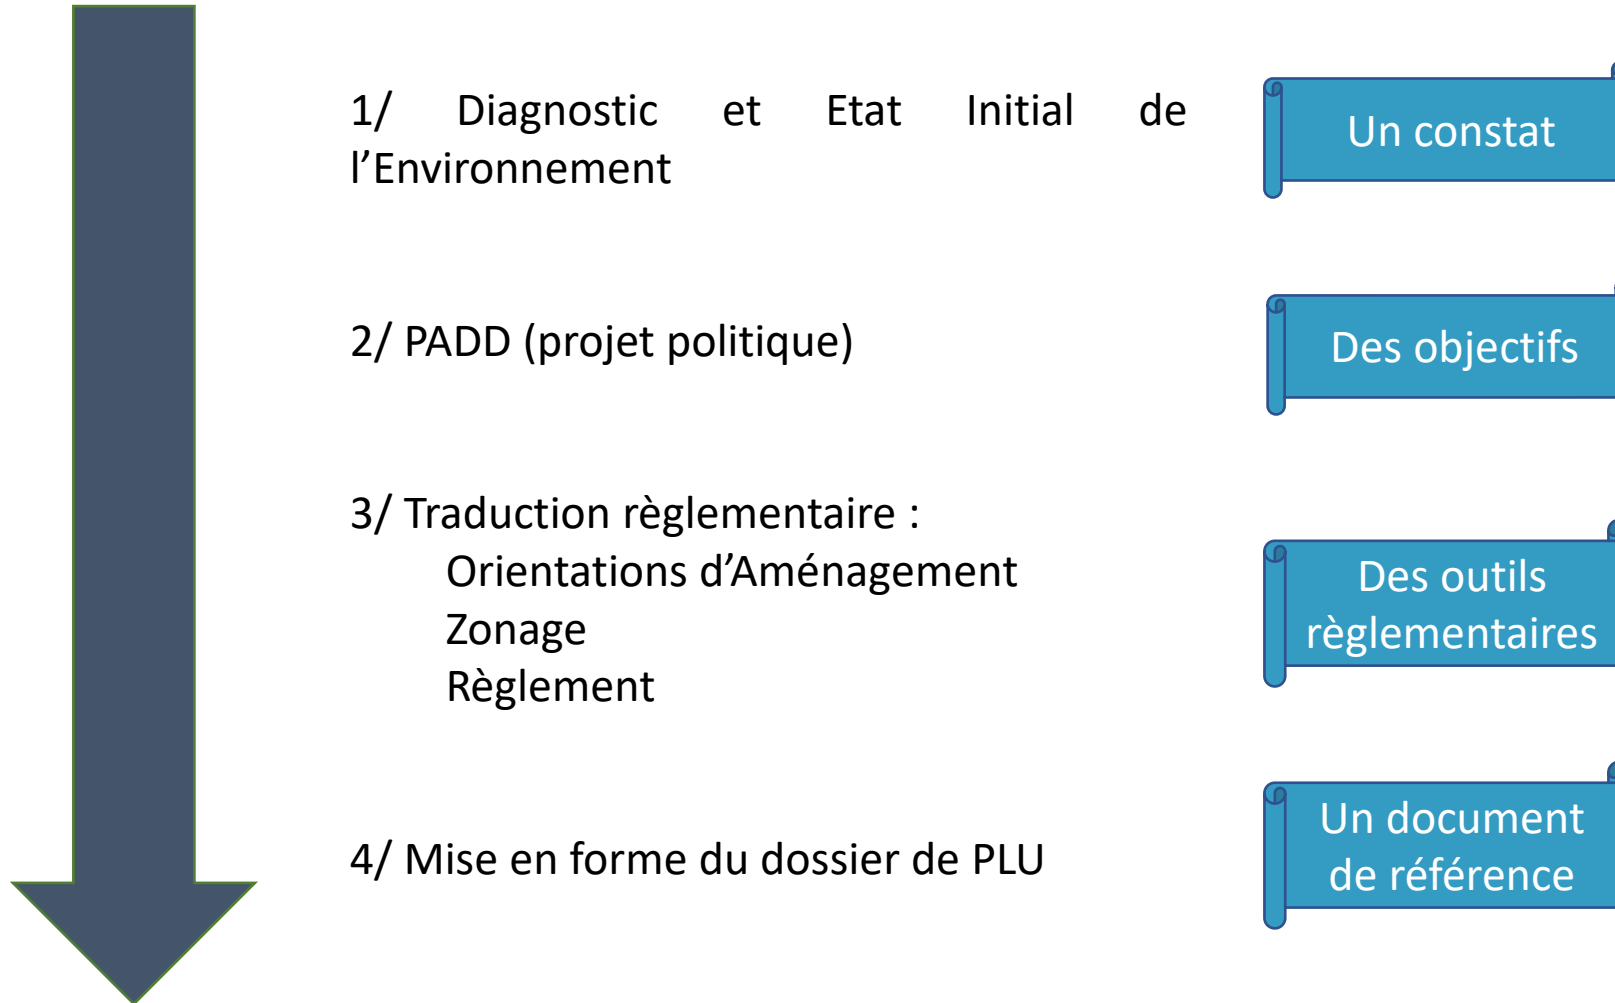 1/ Diagnostic et Etat Initial de
l’Environnement
Un constat
2/ PADD (projet politique)
Des objectifs
3/ Traduction règlementaire :
Orientations d’Aménagement
Zonage
Règlement
Des outils
règlementaires
4/ Mise en forme du dossier de PLU
Un document
de référence